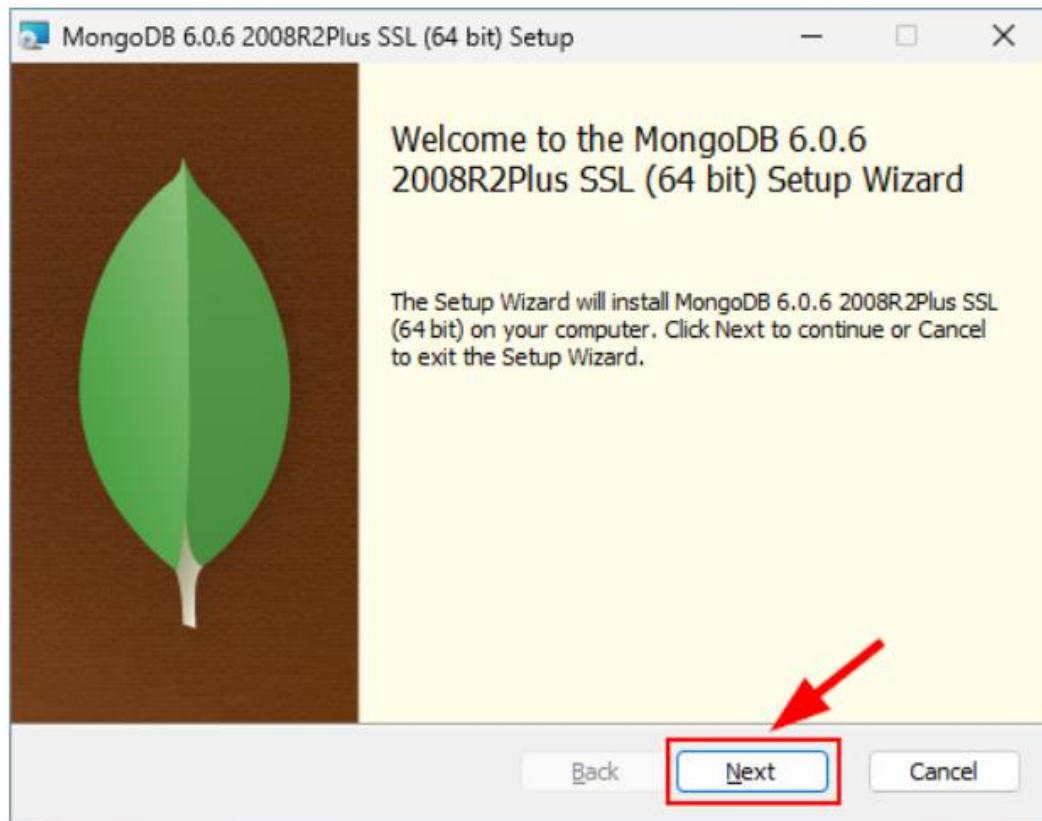 MongoDB 6.0.6 2008R2Plus SSL (64 bit) Setup
Welcome to the MongoDB 6.0.6
2008R2Plus SSL (64 bit) Setup Wizard
The Setup Wizard will install MongoDB 6.0.6 2008R2Plus SSL
(64 bit) on your computer. Click Next to continue or Cancel
to exit the Setup Wizard.
Back Next Cancel